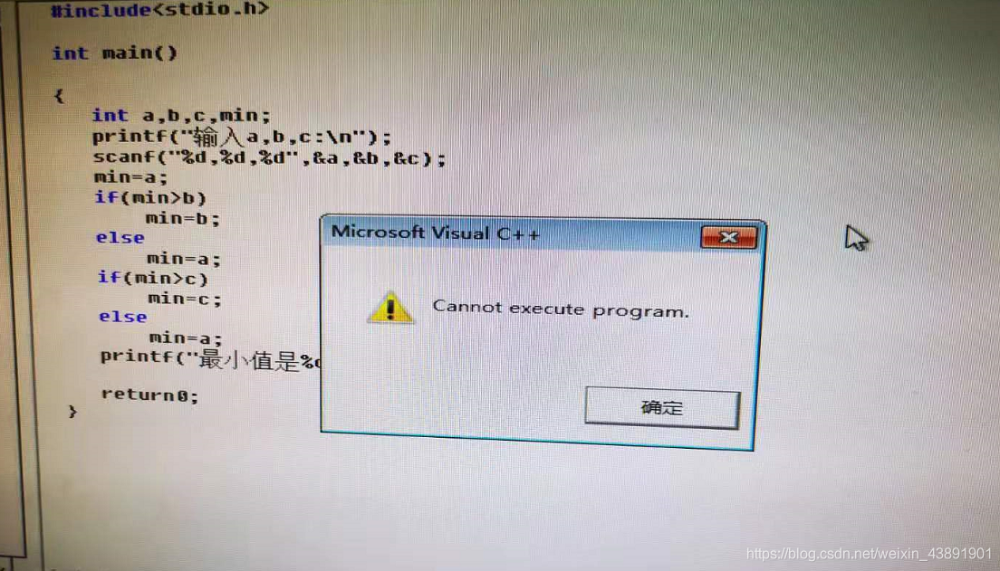 #include<stdio.h>
int main()
{
int a,b,c,min;
printf("输入a,b,c:\n");
scanf("%d,%d,%d",&a,&b,&c);
min=a;
if(min>b)
min=b;
else
min=a;
if(min>c)
min=c;
else
min=a;
printf("最小值是%d
return0;
}
Microsoft Visual C++
Cannot execute program.
确定
https://blog.csdn.net/weixin_43891901